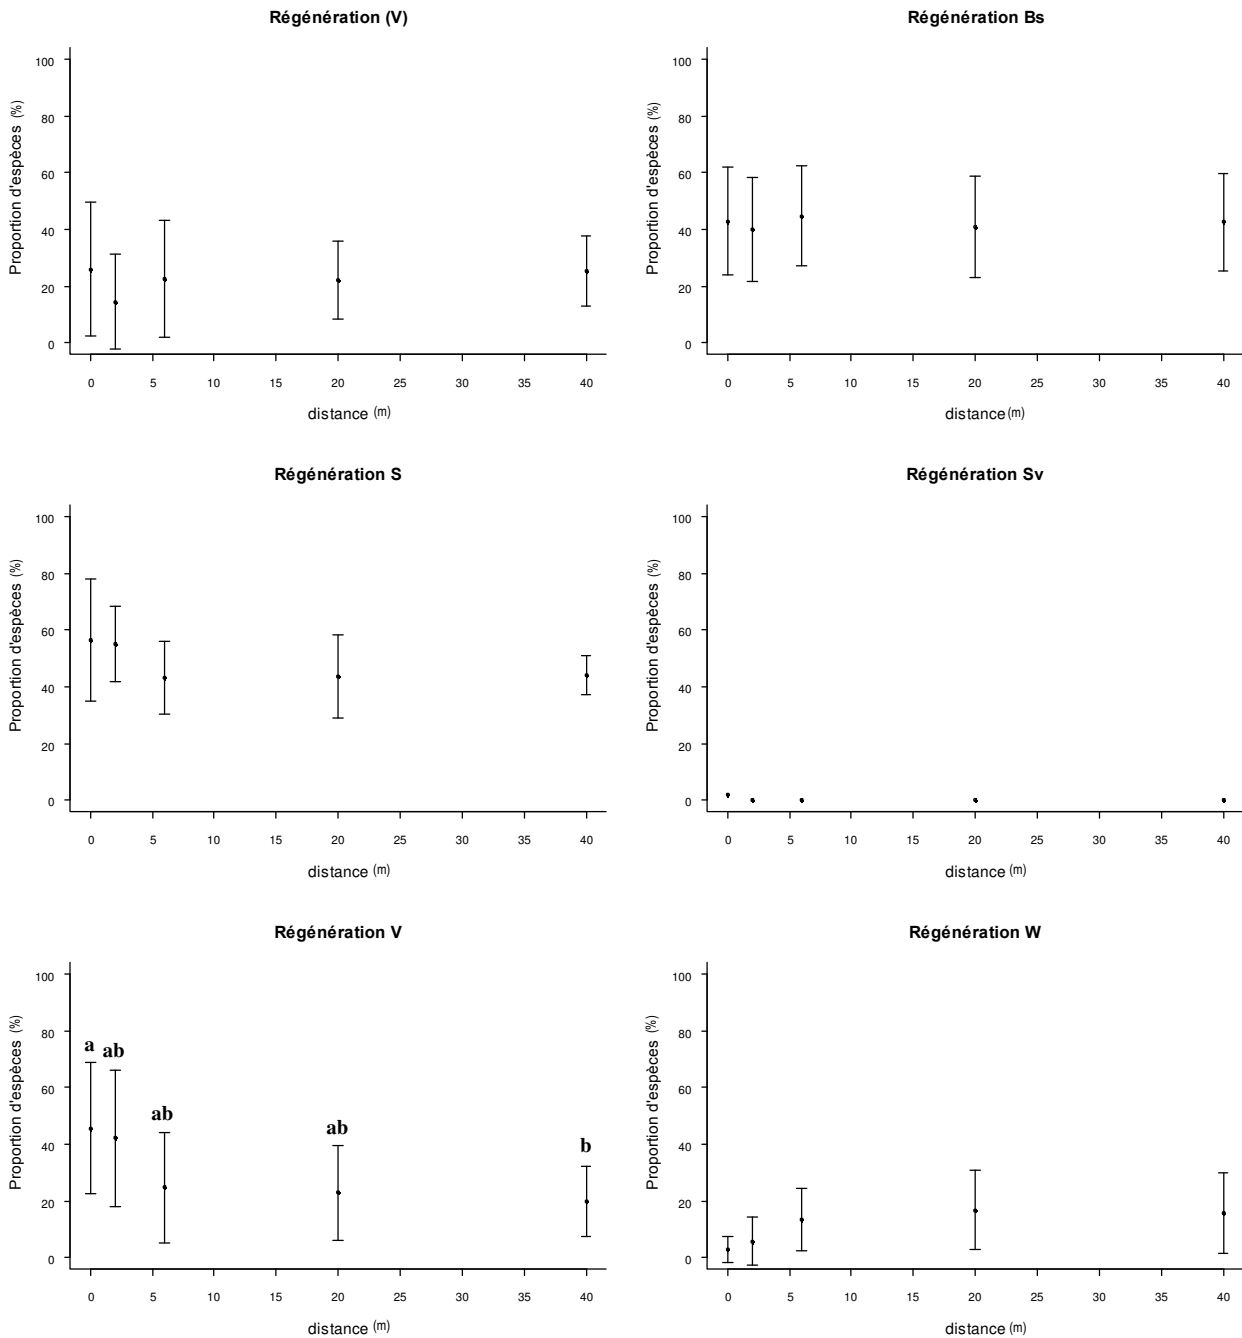 Régénération (V)
Proportion d'espèces (%)
100
80
60
40
20
0
0 5 10 15 20 25 30 35 40
distance (m)
Régénération Bs
Proportion d'espèces (%)
100
80
60
40
20
0
0 5 10 15 20 25 30 35 40
distance (m)
Régénération S
Proportion d'espèces (%)
100
80
60
40
20
0
0 5 10 15 20 25 30 35 40
distance (m)
Régénération Sv
Proportion d'espèces (%)
100
80
60
40
20
0
0 5 10 15 20 25 30 35 40
distance (m)
Régénération V
Proportion d'espèces (%)
100
80
60
40
20
0
a ab ab ab b
0 5 10 15 20 25 30 35 40
distance (m)
Régénération W
Proportion d'espèces (%)
100
80
60
40
20
0
0 5 10 15 20 25 30 35 40
distance (m)